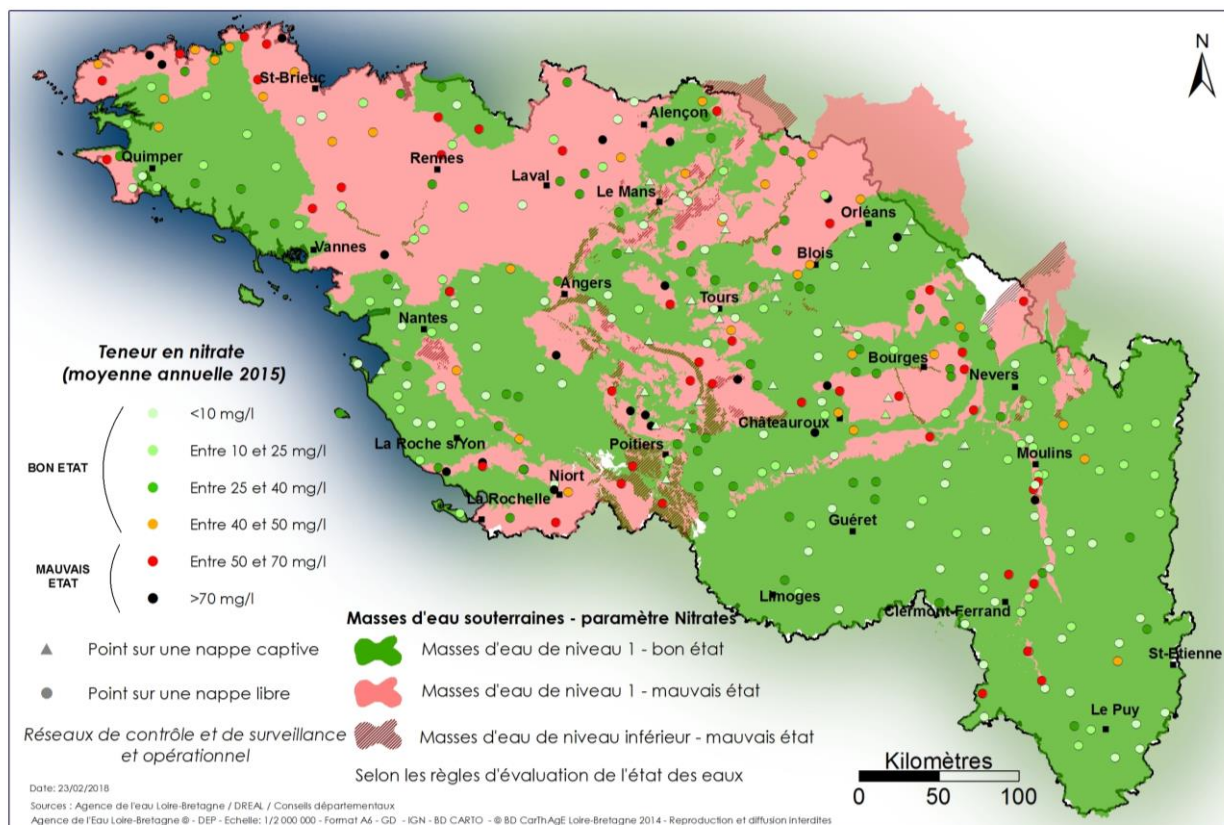 N
St-Brieuc
Alençon
Quimper
Rennes
Laval
Le Mans
Orléans
Vannes
Blois
Angers
Tours
Nantes
Bourges
Nevers
Châteauroux
La Roche s/Yon
Poitiers
Moulins
Niort
La Rochelle
Guéret
Limoges
Clermont-Ferrand
St-Etienne
Le Puy
Teneur en nitrate
(moyenne annuelle 2015)
BON ETAT
<10 mg/l
Entre 10 et 25 mg/l
Entre 25 et 40 mg/l
Entre 40 et 50 mg/l
MAUVAIS
ETAT
Entre 50 et 70 mg/l
>70 mg/l
Point sur une nappe captive
Point sur une nappe libre
Réseaux de contrôle et de surveillance
et opérationnel
Masses d'eau souterraines - paramètre Nitrates
Masses d'eau de niveau 1 - bon état
Masses d'eau de niveau 1 - mauvais état
Masses d'eau de niveau inférieur - mauvais état
Selon les règles d'évaluation de l'état des eaux
Kilomètres
0 50 100
Date: 23/02/2018
Sources : Agence de l'eau Loire-Bretagne / DREAL / Conseils départementaux
Agence de l'Eau Loire-Bretagne © - DEP - Echelle: 1/2 000 000 - Format A6 - GD - IGN - BD CARTO - © BD CarThAgE Loire-Bretagne 2014 - Reproduction et diffusion interdites